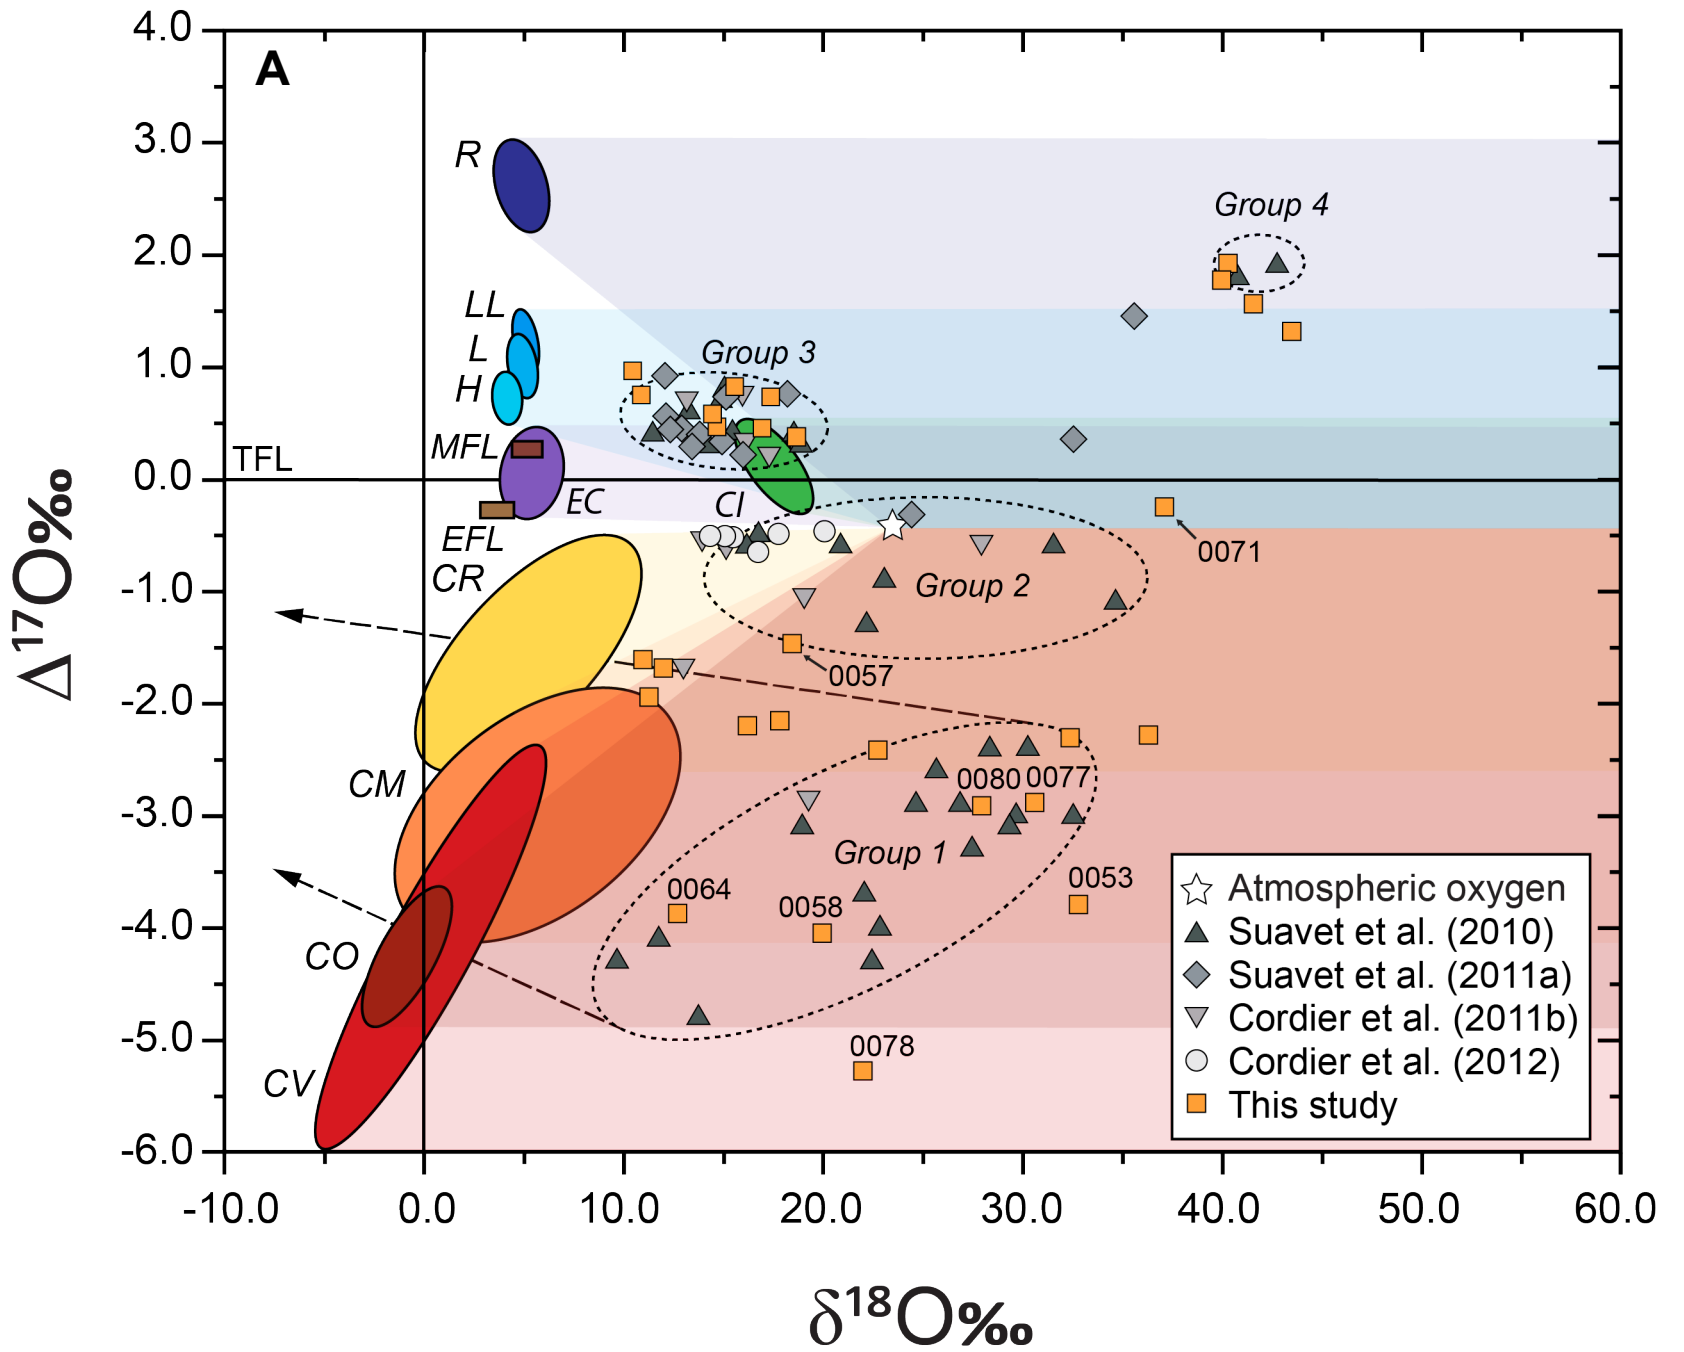 A
4.0
3.0
2.0
1.0
0.0
-1.0
-2.0
-3.0
-4.0
-5.0
-6.0
Δ¹⁷O‰
-10.0 0.0 10.0 20.0 30.0 40.0 50.0 60.0
δ¹⁸O‰
R
Group 4
LL
L
Group 3
H
MFL
TFL
EC
CI
EFL
0071
CR
Group 2
0057
CM
0080 0077
Group 1
0064
0053
0058
CO
0078
CV
Atmospheric oxygen
Suavet et al. (2010)
Suavet et al. (2011a)
Cordier et al. (2011b)
Cordier et al. (2012)
This study